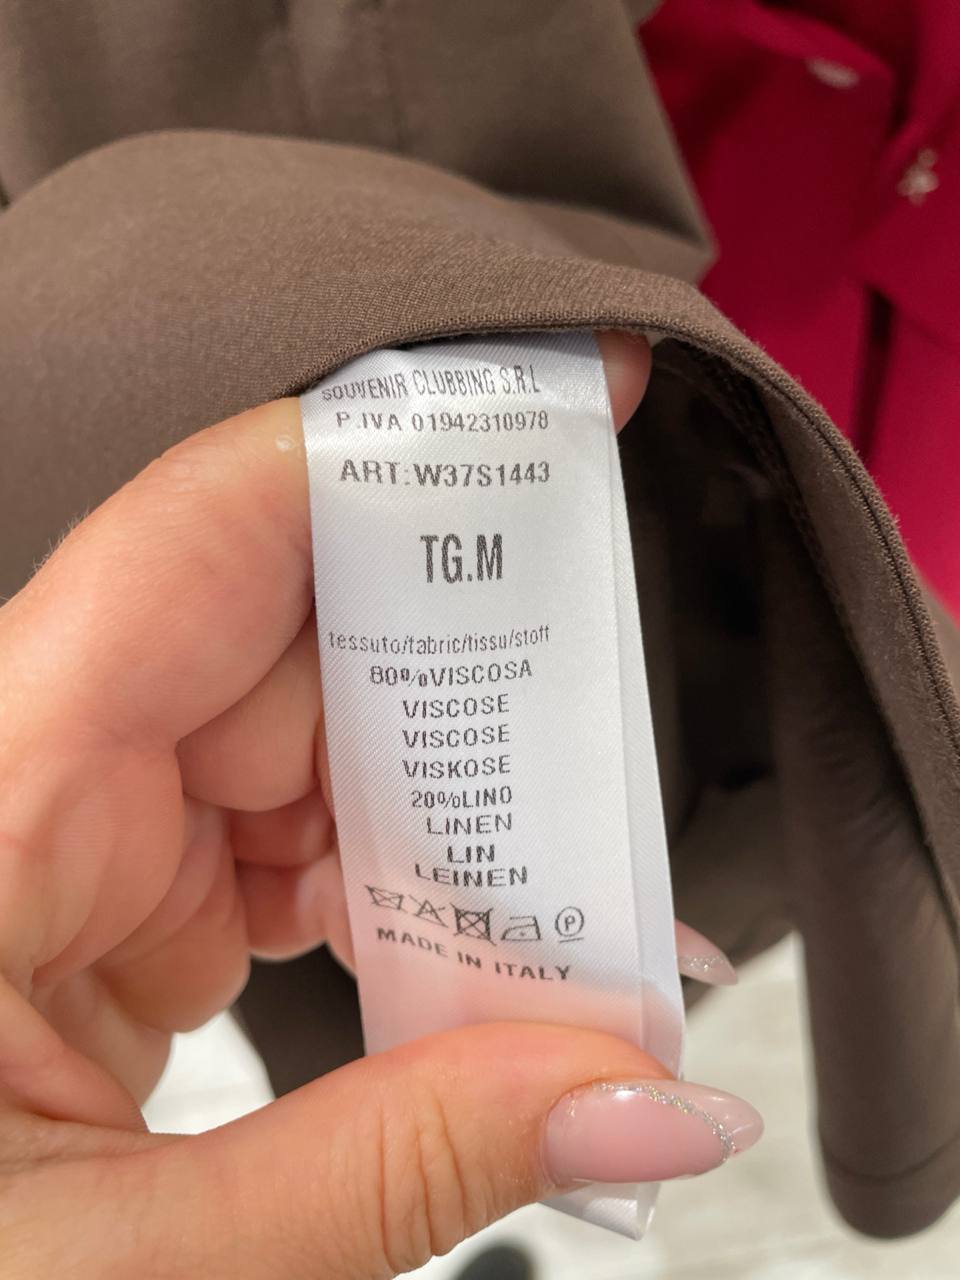 SOUVENIR CLUBBING S.R.L
P.IVA 01942310978
ART:W37S1443
TG.M
tessuto/fabric/tissu/stoff
80%VISCOSA
VISCOSE
VISCOSE
VISKOSE
20%LINO
LINEN
LIN
LEINEN
P
MADE IN ITALY